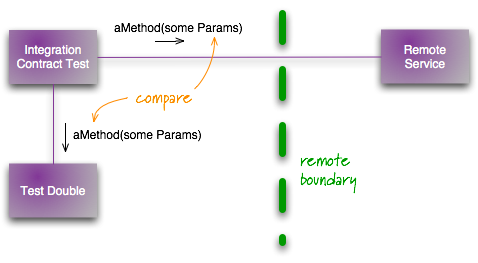 aMethod(some Params)
Integration
Contract Test
Remote
Service
compare
aMethod(some Params)
remote
boundary
Test Double